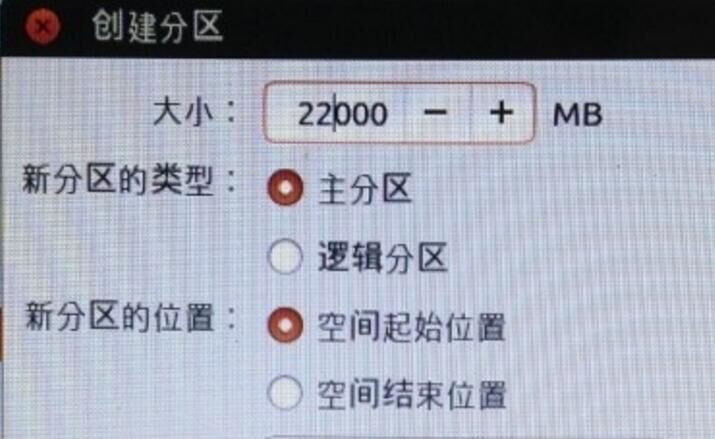 创建分区
大小： 22000 − + MB
新分区的类型： 主分区
逻辑分区
新分区的位置： 空间起始位置
空间结束位置